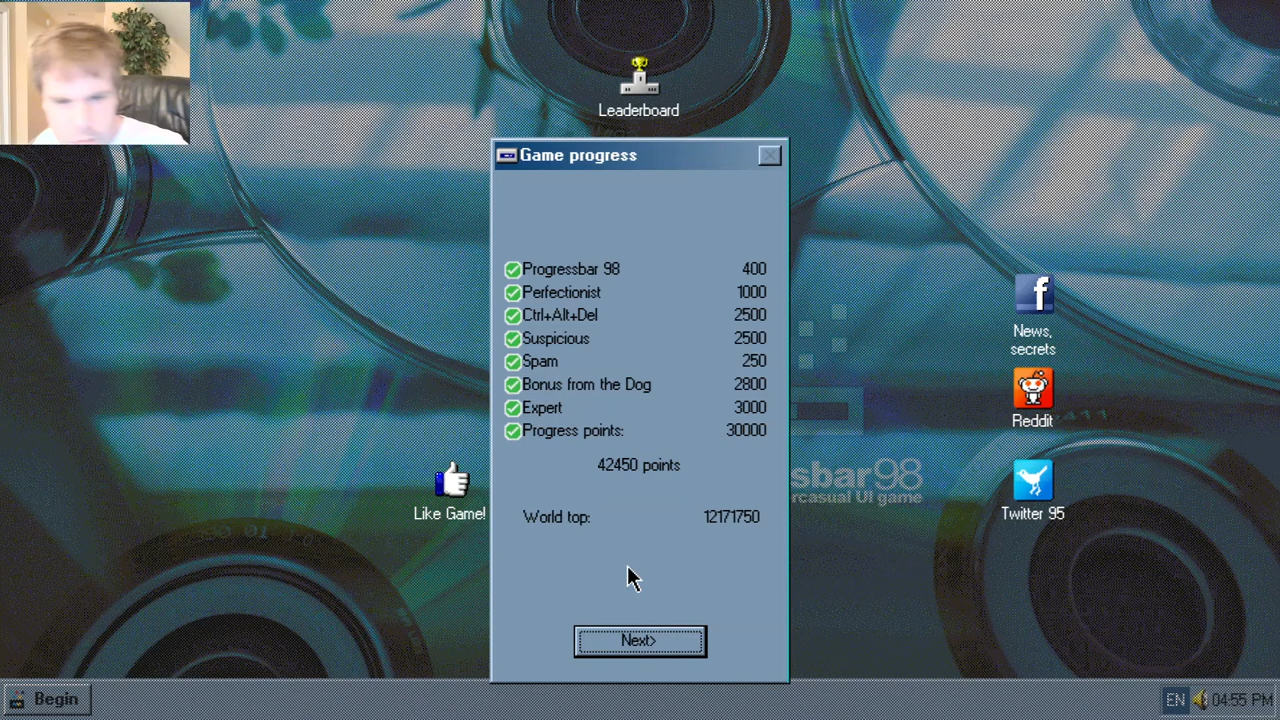 Leaderboard
Game progress
Progressbar 98 400
Perfectionist 1000
Ctrl+Alt+Del 2500
Suspicious 2500
Spam 250
Bonus from the Dog 2800
Expert 3000
Progress points: 30000
42450 points
World top: 12171750
Next>
Like Game!
News,
secrets
Reddit
Twitter 95
sbar98
rcasual UI game
Begin
EN 04:55 PM